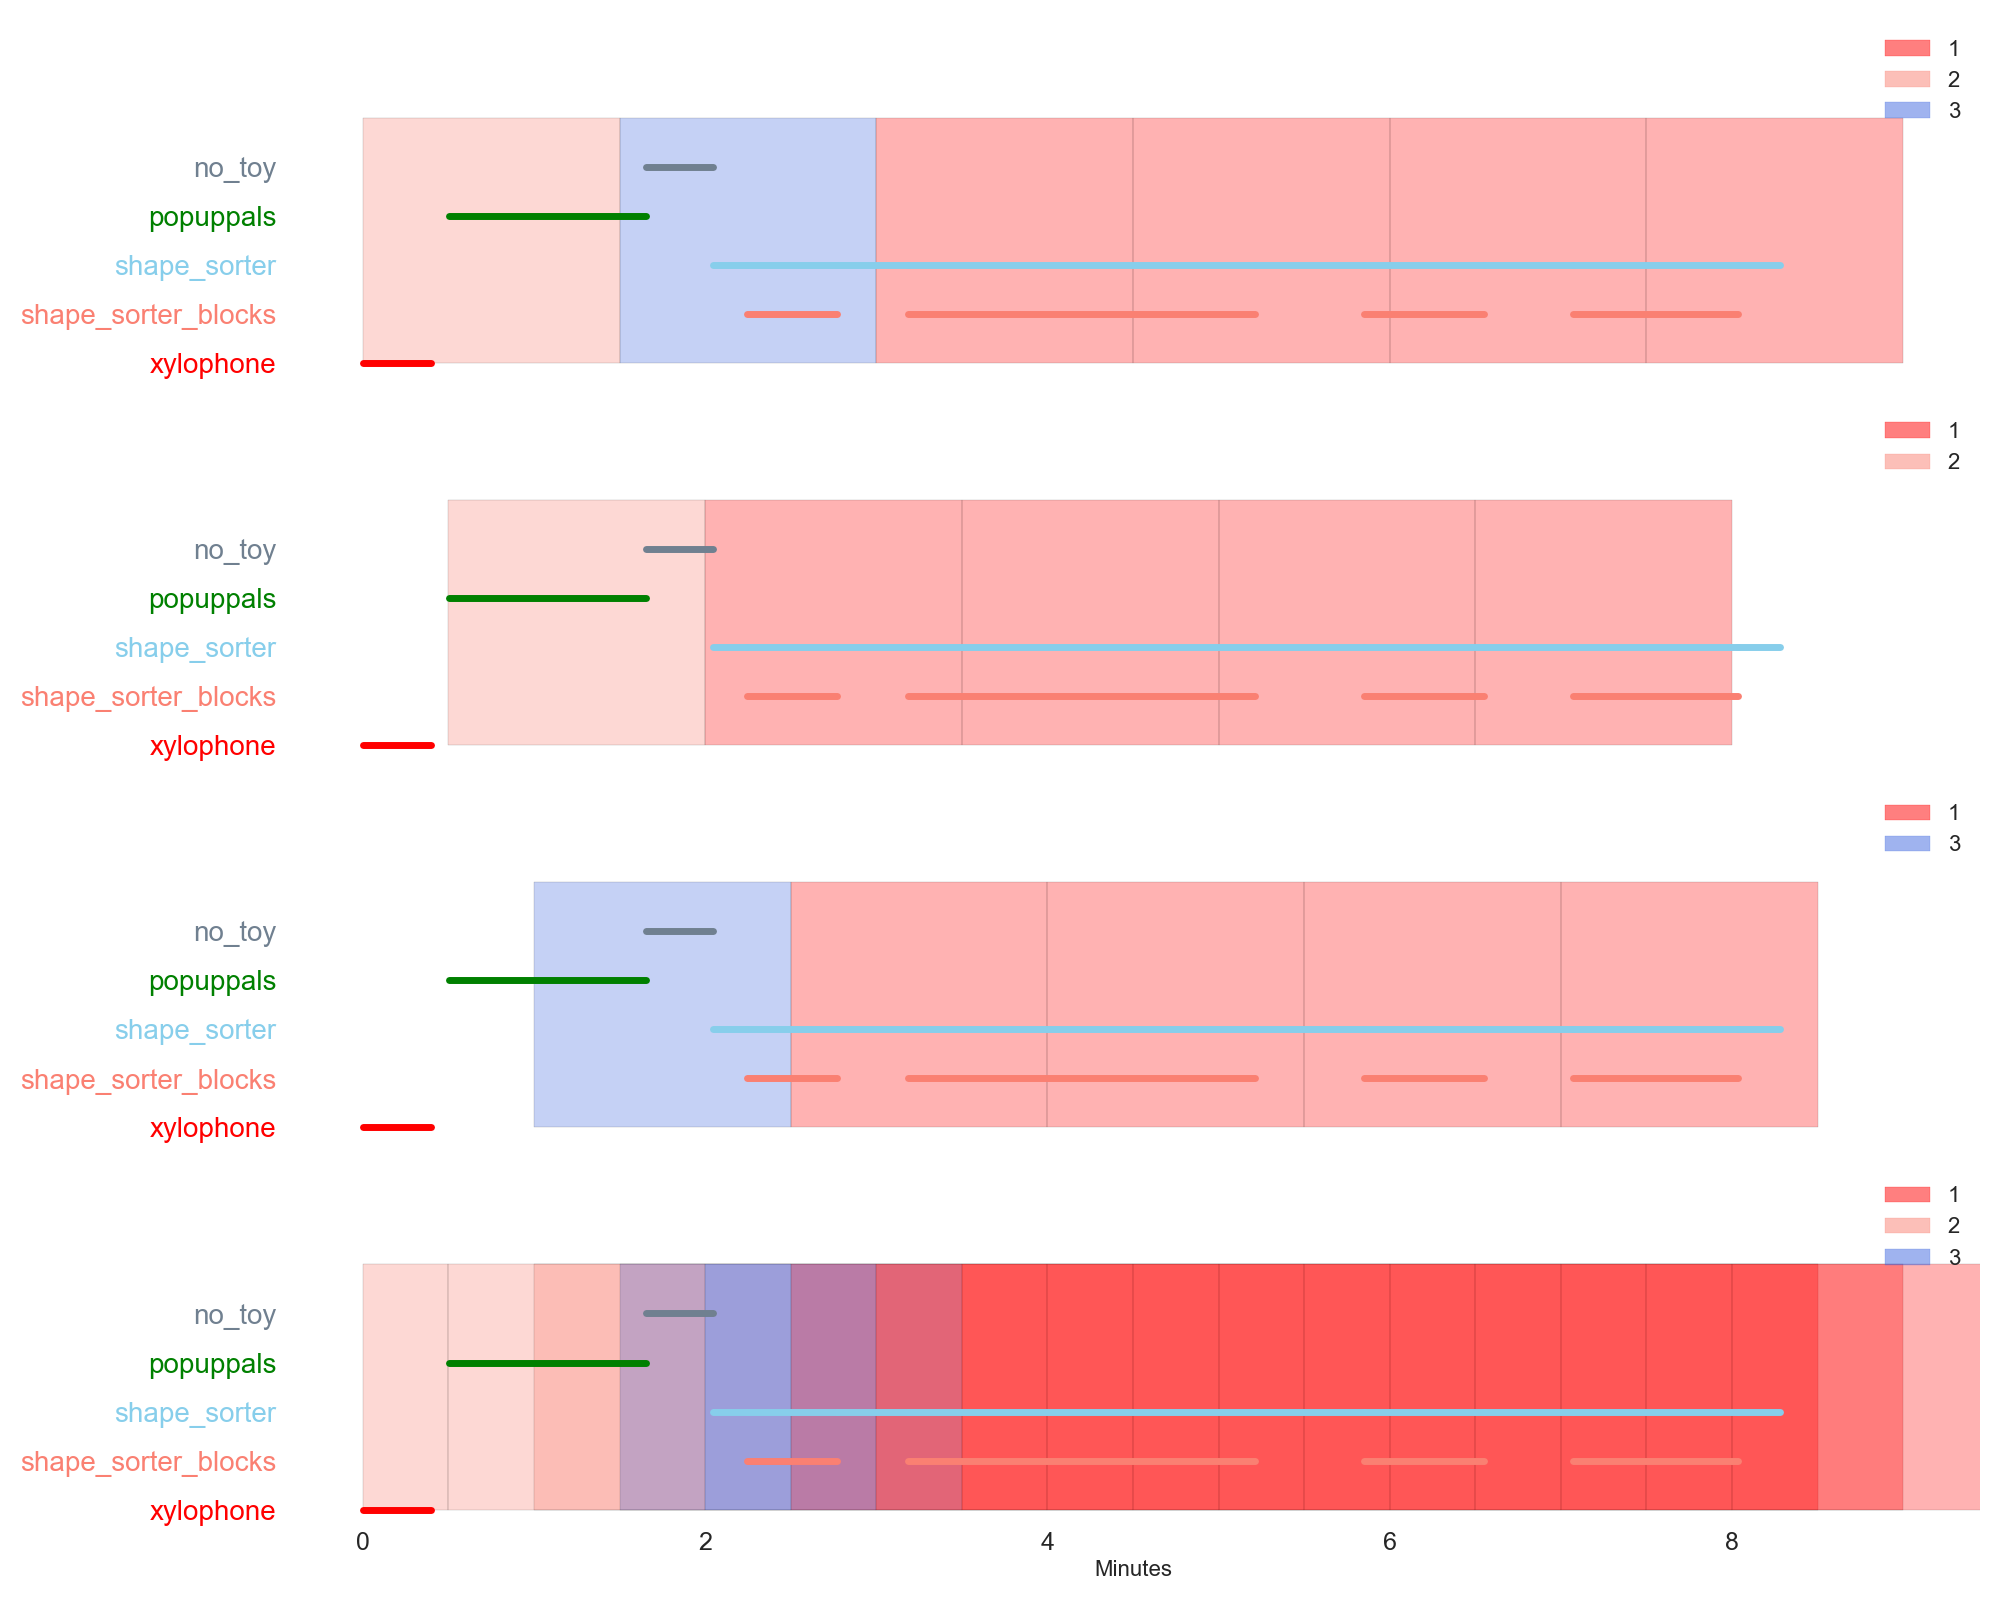 1
2
3
no_toy
popuppals
shape_sorter
shape_sorter_blocks
xylophone
1
2
no_toy
popuppals
shape_sorter
shape_sorter_blocks
xylophone
1
3
no_toy
popuppals
shape_sorter
shape_sorter_blocks
xylophone
1
2
3
no_toy
popuppals
shape_sorter
shape_sorter_blocks
xylophone
0 2 4 6 8
Minutes